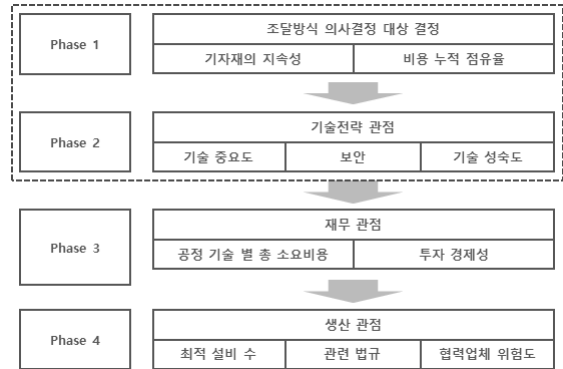 Phase 1
조달방식 의사결정 대상 결정
기자재의 지속성
비용 누적 점유율
Phase 2
기술전략 관점
기술 중요도
보안
기술 성숙도
Phase 3
재무 관점
공정 기술 별 총 소요비용
투자 경제성
Phase 4
생산 관점
최적 설비 수
관련 법규
협력업체 위험도